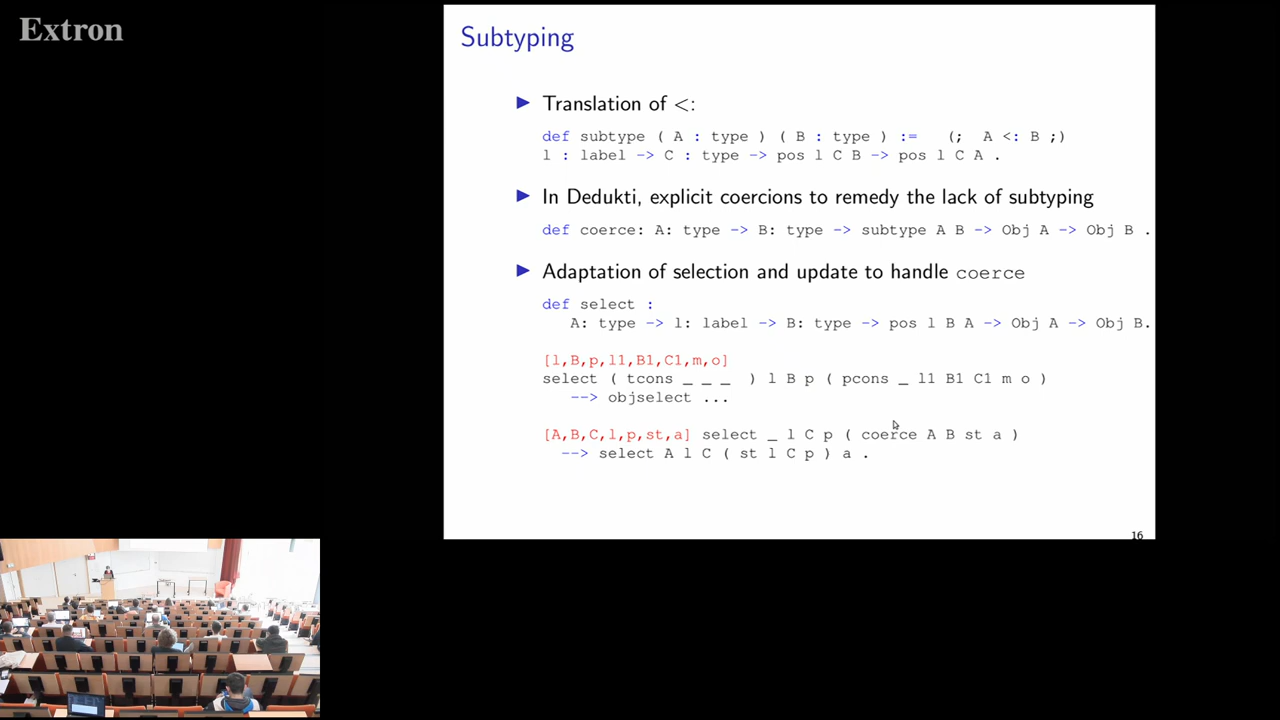 Extron
Subtyping
▶ Translation of <:
def subtype ( A : type ) ( B : type ) := (; A <: B ;)
l : label -> C : type -> pos l C B -> pos l C A .
▶ In Dedukti, explicit coercions to remedy the lack of subtyping
def coerce: A: type -> B: type -> subtype A B -> Obj A -> Obj B .
▶ Adaptation of selection and update to handle coerce
def select :
A: type -> l: label -> B: type -> pos l B A -> Obj A -> Obj B.
[l,B,p,l1,B1,C1,m,o]
select ( tcons _ _ _ ) l B p ( pcons _ l1 B1 C1 m o )
--> objselect ...
[A,B,C,l,p,st,a] select _ l C p ( coerce A B st a )
--> select A l C ( st l C p ) a .
16